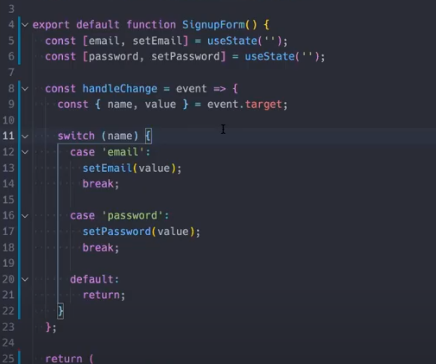 3
4 export default function SignupForm() {
5 const [email, setEmail] = useState('');
6 const [password, setPassword] = useState('');
7
8 const handleChange = event => {
9 const { name, value } = event.target;
10
11 switch (name) {
12 case 'email':
13 setEmail(value);
14 break;
15
16 case 'password':
17 setPassword(value);
18 break;
19
20 default:
21 return;
22 }
23 };
24
25 return (